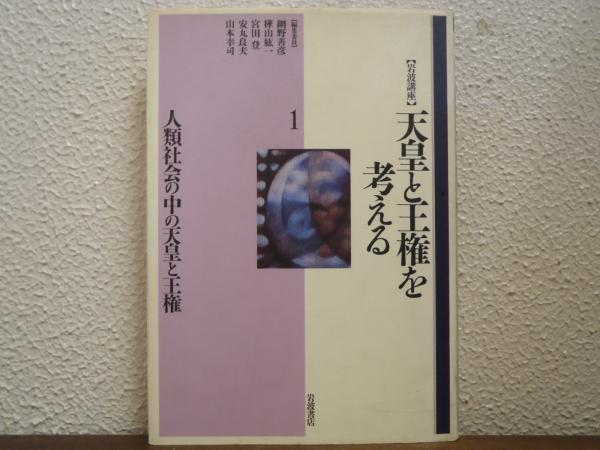 【岩波講座】
天皇と王権を
考える
1
【編集委員】
網野善彦
樺山紘一
宮田登
安丸良夫
山本幸司
人類社会の中の天皇と王権
岩波書店